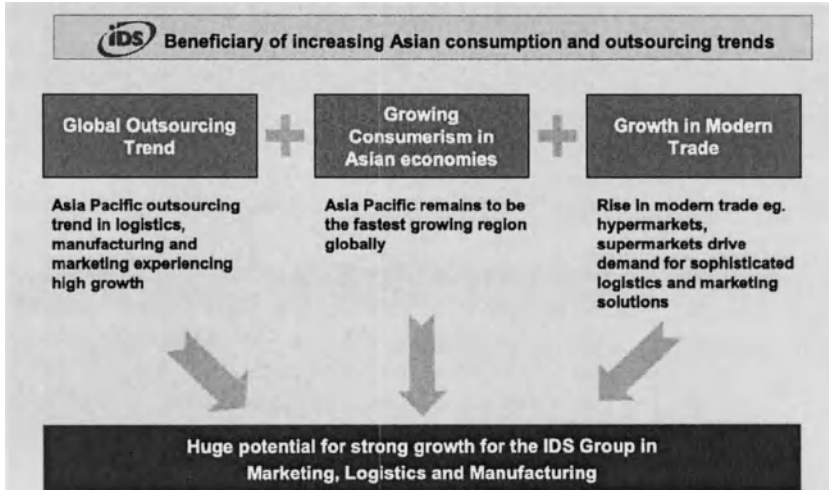 iDS Beneficiary of increasing Asian consumption and outsourcing trends
Global Outsourcing
Trend
Growing
Consumerism in
Asian economies
Growth in Modern
Trade
Asia Pacific outsourcing
trend in logistics,
manufacturing and
marketing experiencing
high growth
Asia Pacific remains to be
the fastest growing region
globally
Rise in modern trade eg.
hypermarkets,
supermarkets drive
demand for sophisticated
logistics and marketing
solutions
Huge potential for strong growth for the IDS Group in
Marketing, Logistics and Manufacturing